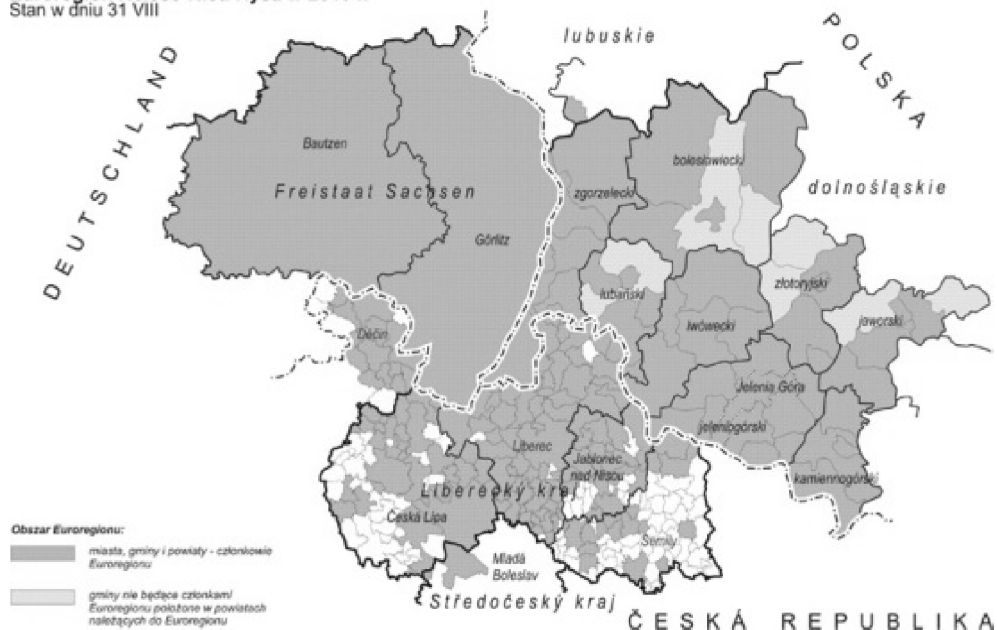 Stan w dniu 31 VIII
lubuskie
POLSKA
DEUTSCHLAND
Bautzen
bolesławiecki
Freistaat Sachsen
zgorzelecki
dolnośląskie
Görlitz
złotoryjski
lubański
jaworski
lwówecki
Děčín
Jelenia Góra
jeleniogórski
Liberec
Jablonec
nad Nisou
kamiennogórski
Liberecký kraj
Česká Lípa
Semily
Obszar Euroregionu:
miasta, gminy i powiaty - członkowie
Euroregionu
gminy nie będące członkami
Euroregionu położone w powiatach
należących do Euroregionu
Mladá
Boleslav
Středočeský kraj
ČESKÁ REPUBLIKA